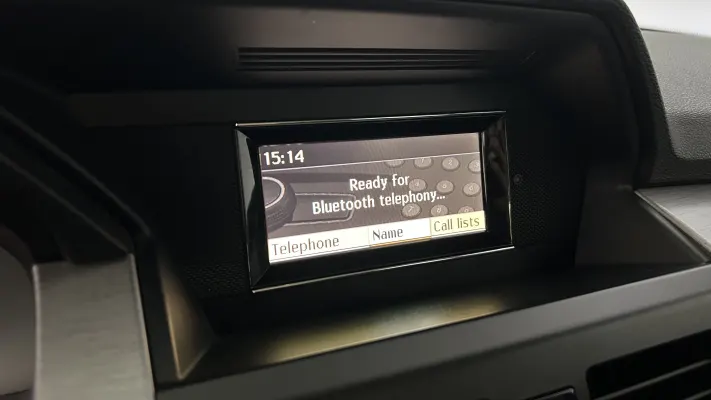 15:14
Ready for
Bluetooth telephony...
Telephone Name Call lists